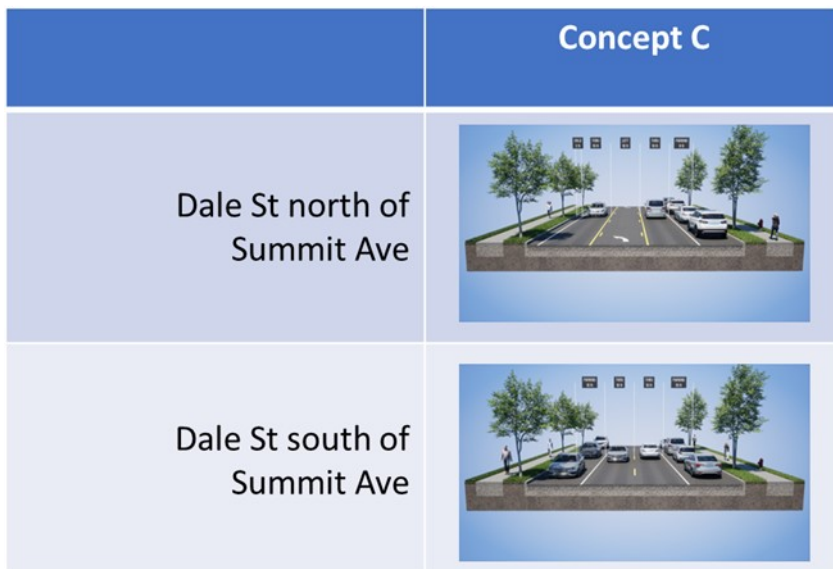 Concept C
Dale St north of
Summit Ave
Dale St south of
Summit Ave